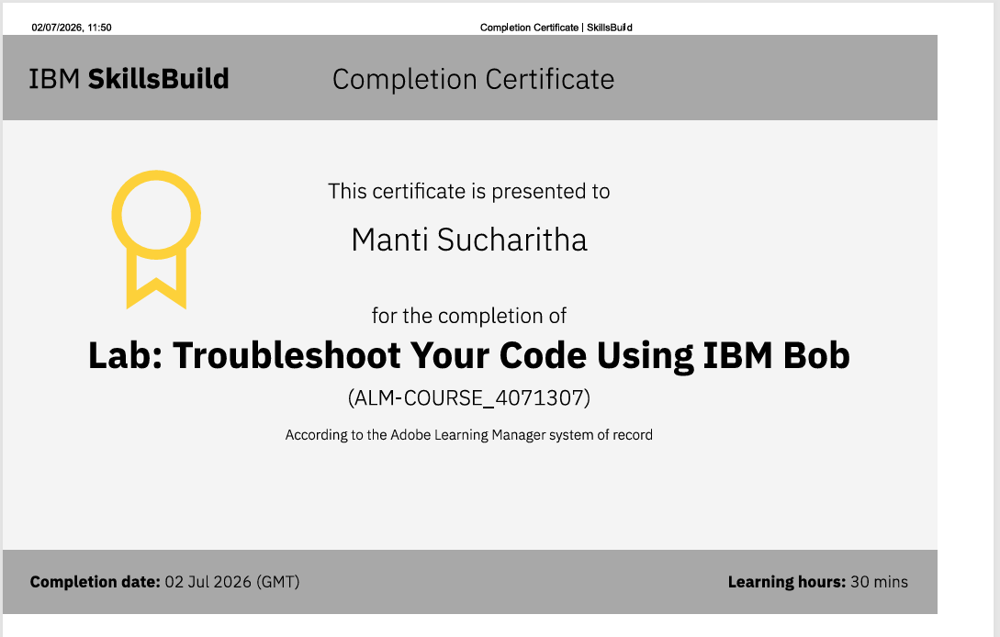 02/07/2026, 11:50 Completion Certificate | SkillsBuild
IBM SkillsBuild Completion Certificate
This certificate is presented to
Manti Sucharitha
for the completion of
Lab: Troubleshoot Your Code Using IBM Bob
(ALM-COURSE_4071307)
According to the Adobe Learning Manager system of record
Completion date: 02 Jul 2026 (GMT) Learning hours: 30 mins